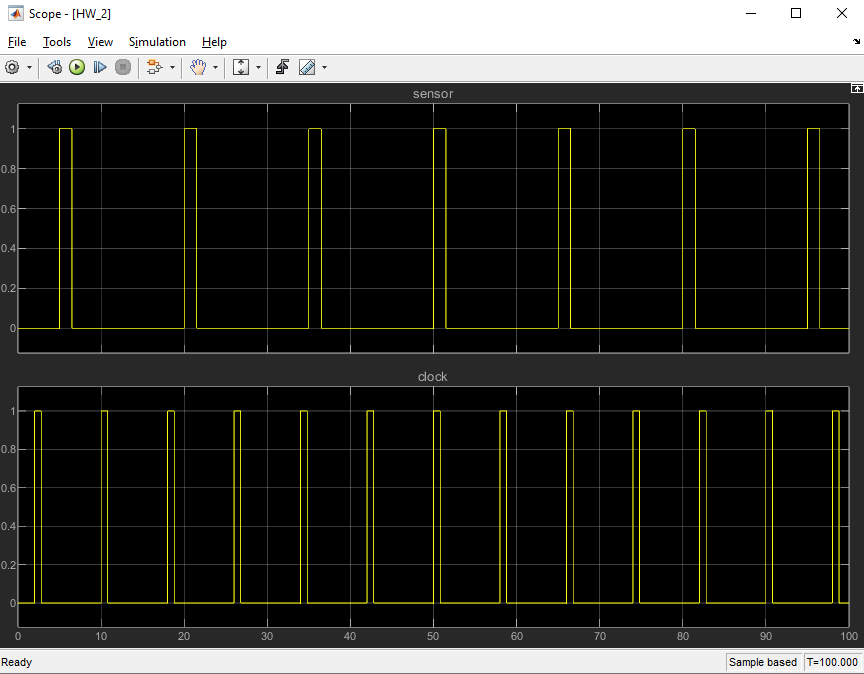 Scope - [HW_2]
File Tools View Simulation Help
sensor
1
0.8
0.6
0.4
0.2
0
clock
1
0.8
0.6
0.4
0.2
0
0 10 20 30 40 50 60 70 80 90 100
Ready Sample based T=100.000